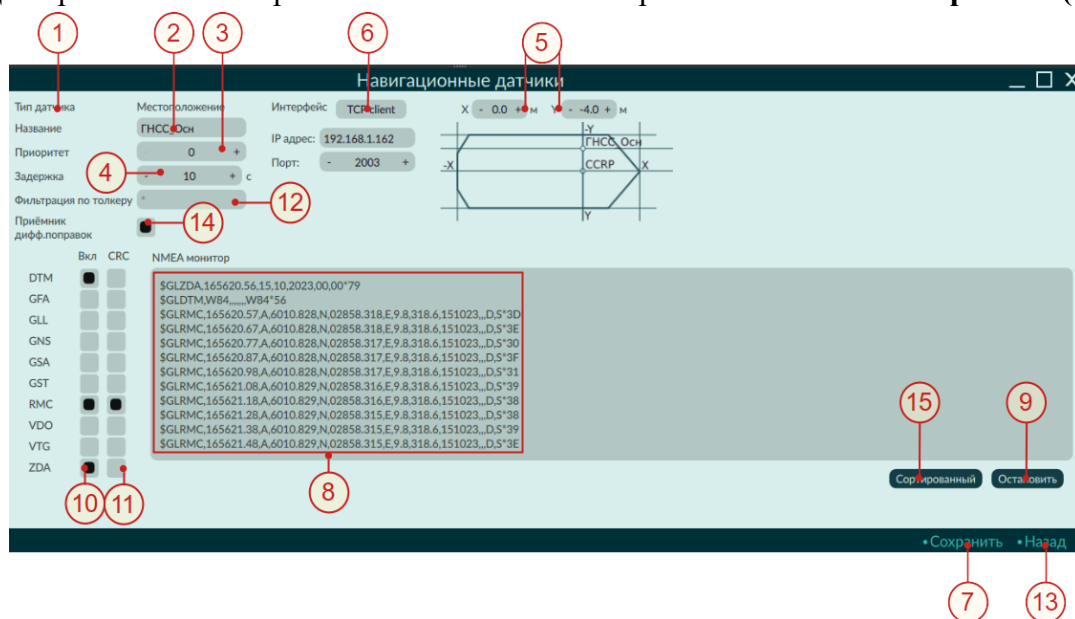 1 2 3 6 5
Навигационные датчики
Тип датчика Местоположение Интерфейс TCP client X - 0.0 + м Y - -4.0 + м
Название ГНСС_Осн IP адрес: 192.168.1.162
Приоритет - 0 + Порт: - 2003 +
Задержка - 10 + с
4
Фильтрация по толкеру *
12
Приёмник
дифф.поправок
14
-Y
ГНСС_Осн
-X CCRP X
Y
Вкл CRC NMEA монитор
DTM
GFA
GLL
GNS
GSA
GST
RMC
VDO
VTG
ZDA
$GLZDA,165620.56,15,10,2023,00,00*79
$GLDTM,W84,,,,,,,W84*56
$GLRMC,165620.57,A,6010.828,N,02858.318,E,9.8,318.6,151023,,,D,S*3D
$GLRMC,165620.67,A,6010.828,N,02858.318,E,9.8,318.6,151023,,,D,S*3E
$GLRMC,165620.77,A,6010.828,N,02858.317,E,9.8,318.6,151023,,,D,S*30
$GLRMC,165620.87,A,6010.828,N,02858.317,E,9.8,318.6,151023,,,D,S*3F
$GLRMC,165620.98,A,6010.828,N,02858.317,E,9.8,318.6,151023,,,D,S*31
$GLRMC,165621.08,A,6010.829,N,02858.316,E,9.8,318.6,151023,,,D,S*39
$GLRMC,165621.18,A,6010.829,N,02858.316,E,9.8,318.6,151023,,,D,S*38
$GLRMC,165621.28,A,6010.829,N,02858.315,E,9.8,318.6,151023,,,D,S*38
$GLRMC,165621.38,A,6010.829,N,02858.315,E,9.8,318.6,151023,,,D,S*39
$GLRMC,165621.48,A,6010.829,N,02858.315,E,9.8,318.6,151023,,,D,S*3E
15 9
Сортированный Остановить
10 11 8
•Сохранить •Назад
7 13